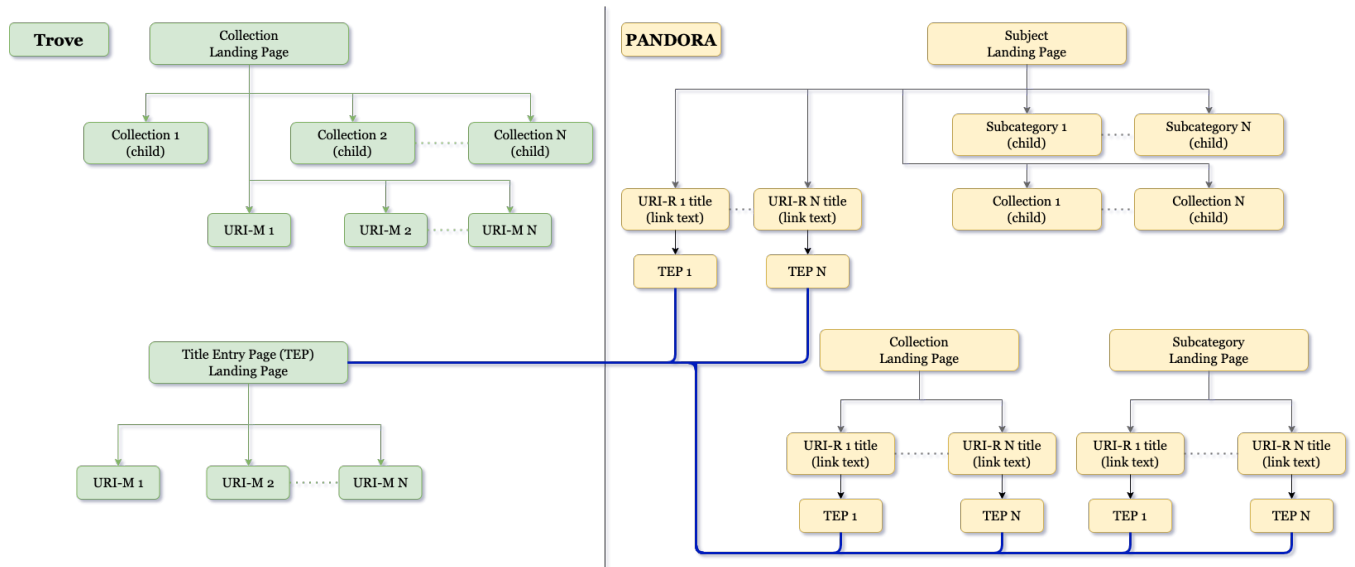 Trove
Collection
Landing Page
Collection 1
(child)
Collection 2
(child)
Collection N
(child)
URI-M 1
URI-M 2
URI-M N
Title Entry Page (TEP)
Landing Page
URI-M 1
URI-M 2
URI-M N
PANDORA
Subject
Landing Page
Subcategory 1
(child)
Subcategory N
(child)
Collection 1
(child)
Collection N
(child)
URI-R 1 title
(link text)
URI-R N title
(link text)
TEP 1
TEP N
Collection
Landing Page
Subcategory
Landing Page
URI-R 1 title
(link text)
URI-R N title
(link text)
URI-R 1 title
(link text)
URI-R N title
(link text)
TEP 1
TEP N
TEP 1
TEP N